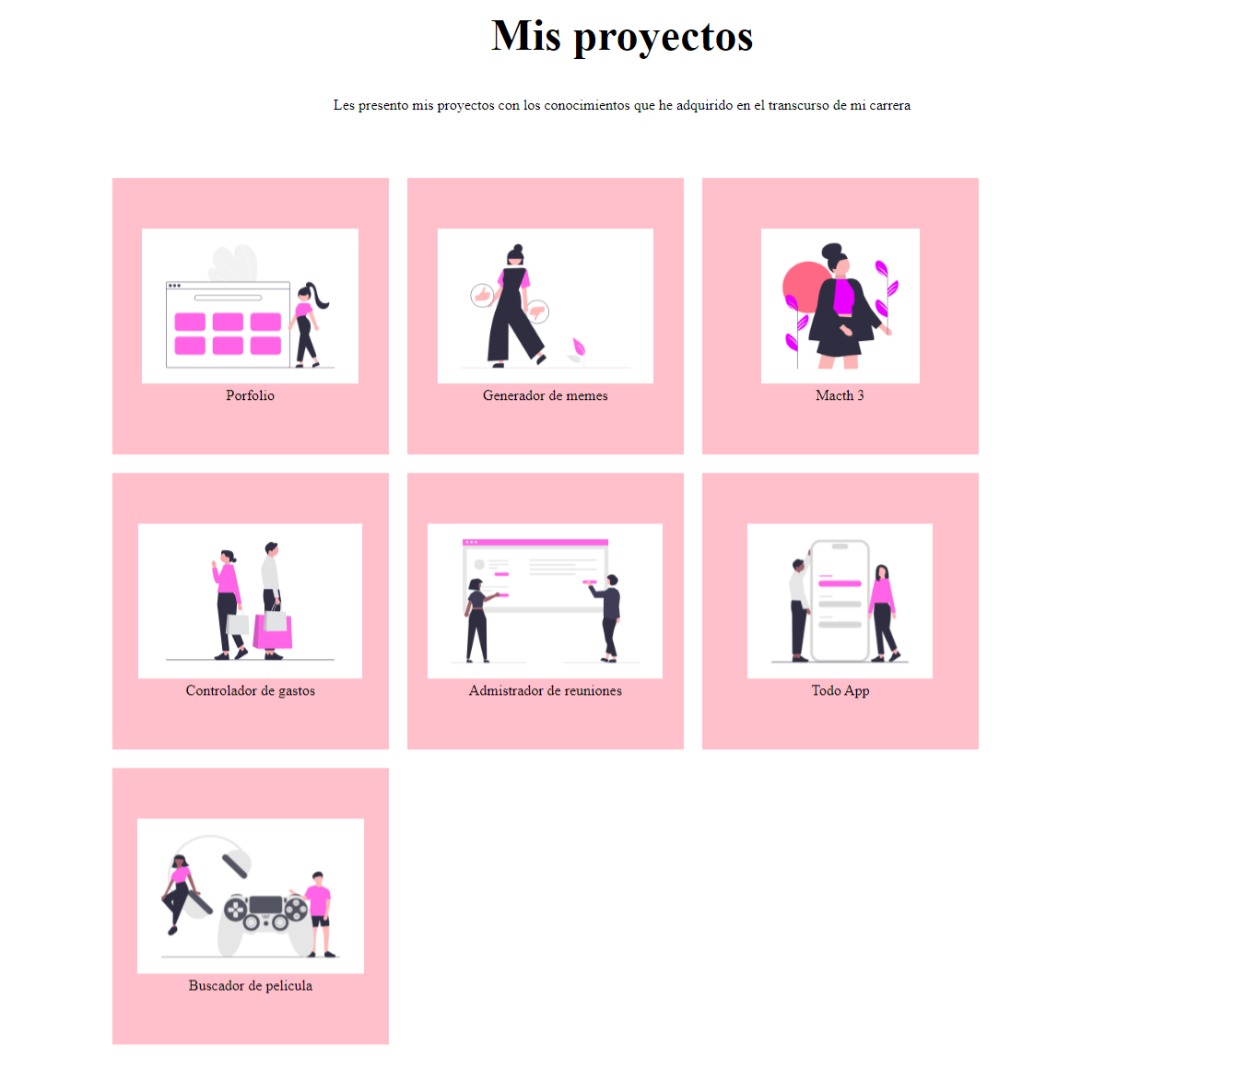 Mis proyectos
Les presento mis proyectos con los conocimientos que he adquirido en el transcurso de mi carrera
Porfolio
Generador de memes
Macth 3
Controlador de gastos
Admistrador de reuniones
Todo App
Buscador de pelicula